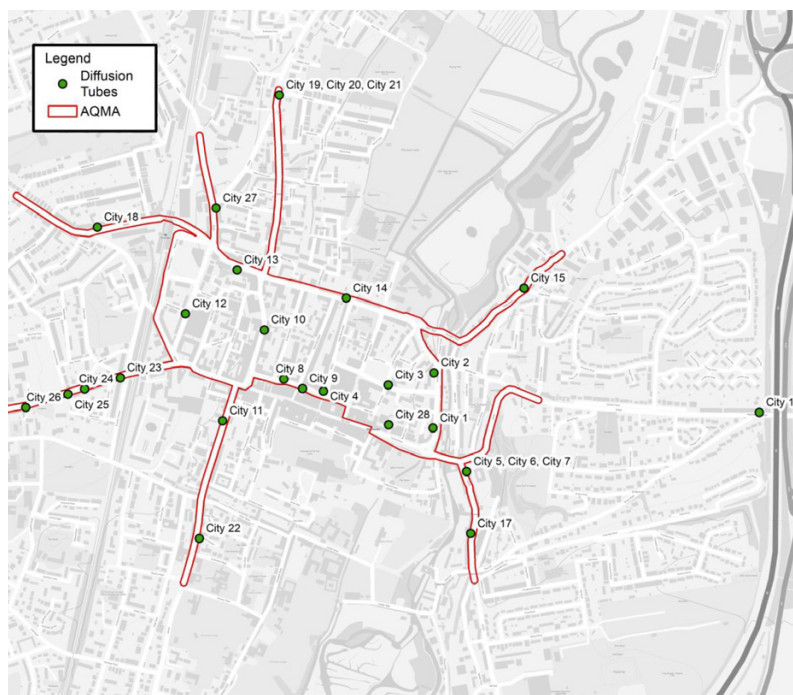 Legend
Diffusion
Tubes
AQMA
City 19, City 20, City 21
City 27
City 18
City 13
City 15
City 14
City 12
City 10
City 2
City 23
City 8
City 3
City 24
City 9
City 26
City 4
City 25
City 11
City 28
City 1
City 1
City 5, City 6, City 7
City 22
City 17